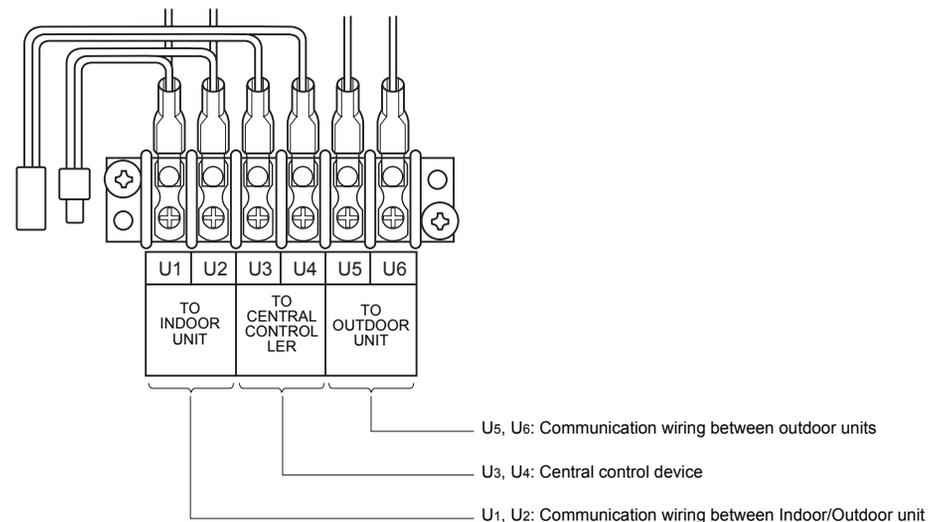 U1 U2 U3 U4 U5 U6
TO
INDOOR
UNIT
TO
CENTRAL
CONTROL
LER
TO
OUTDOOR
UNIT
U5, U6: Communication wiring between outdoor units
U3, U4: Central control device
U1, U2: Communication wiring between Indoor/Outdoor unit